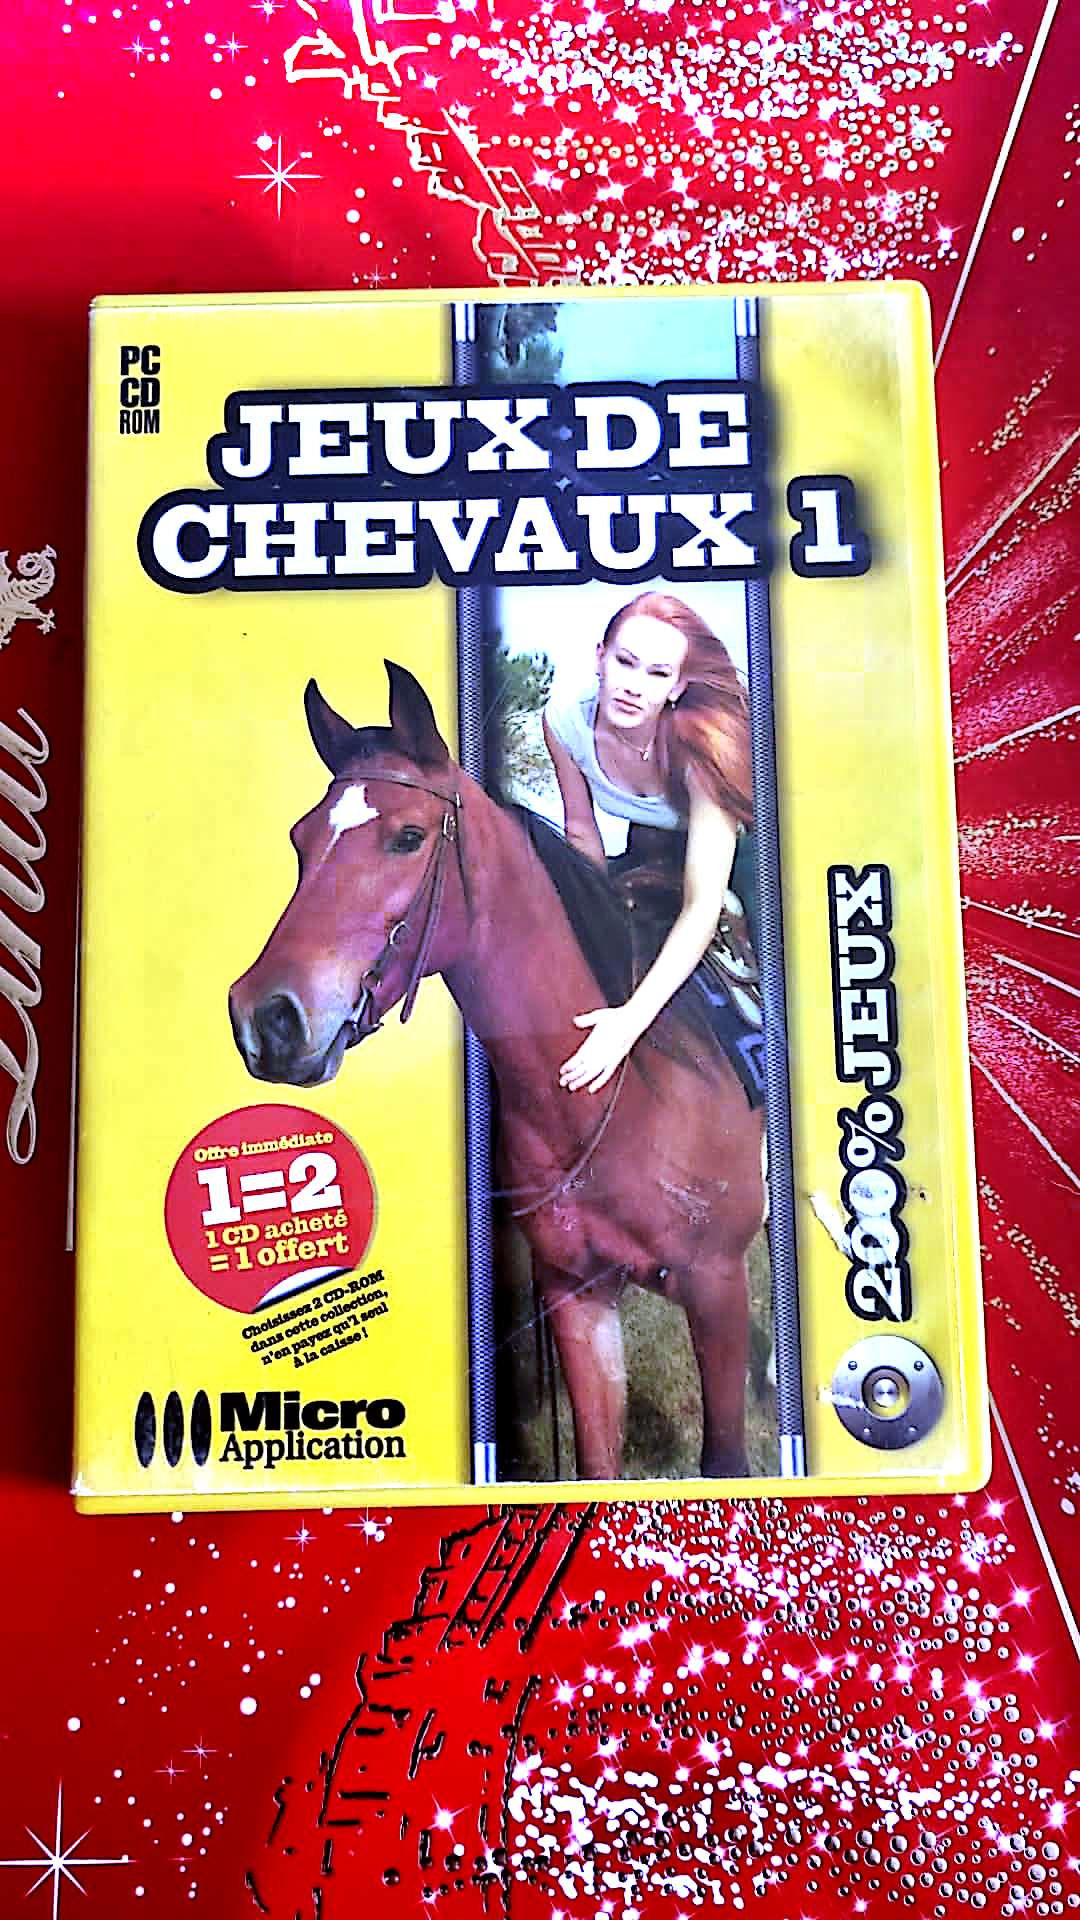 PC
CD
ROM
JEUX DE
CHEVAUX 1
Offre immédiate
1=2
1 CD acheté
= 1 offert
Choisissez 2 CD-ROM
dans cette collection,
n'en payez qu'1 seul
à la caisse !
Micro
Application
200% JEUX